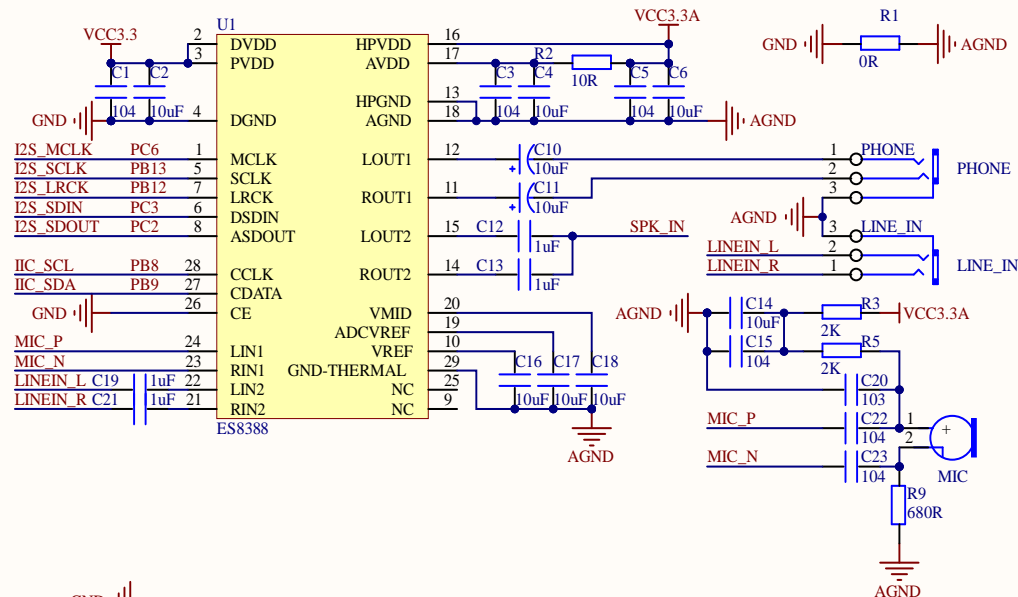 U1
R1
VCC3.3
VCC3.3A
GND
AGND
0R
2
DVDD
HPVDD
16
3
PVDD
AVDD
17
R2
10R
C1
C2
C3
C4
C5
C6
104
10uF
104
10uF
104
10uF
HPGND
13
GND
4
DGND
AGND
18
AGND
I2S_MCLK PC6 1 MCLK
LOUT1 12 C10 10uF
1 PHONE
I2S_SCLK PB13 5 SCLK
2 PHONE
I2S_LRCK PB12 7 LRCK
ROUT1 11 C11 10uF
3
I2S_SDIN PC3 6 DSDIN
AGND
I2S_SDOUT PC2 8 ASDOUT
LOUT2 15 C12 1uF
SPK_IN
3 LINE_IN
LINEIN_L 2
LINE_IN
LINEIN_R 1
IIC_SCL PB8 28 CCLK
ROUT2 14 C13 1uF
IIC_SDA PB9 27 CDATA
GND 26 CE
VMID 20
ADCVREF 19
AGND
C14
10uF
R3
2K
VCC3.3A
MIC_P 24 LIN1
VREF 10
C15
104
R5
2K
MIC_N 23 RIN1
GND-THERMAL 29
C16
C17
C18
LINEIN_L C19 1uF 22 LIN2
NC 25
LINEIN_R C21 1uF 21 RIN2
NC 9
10uF
10uF
10uF
C20
103
ES8388
AGND
MIC_P
C22
104
1
+
2
MIC_N
C23
104
MIC
R9
680R
AGND